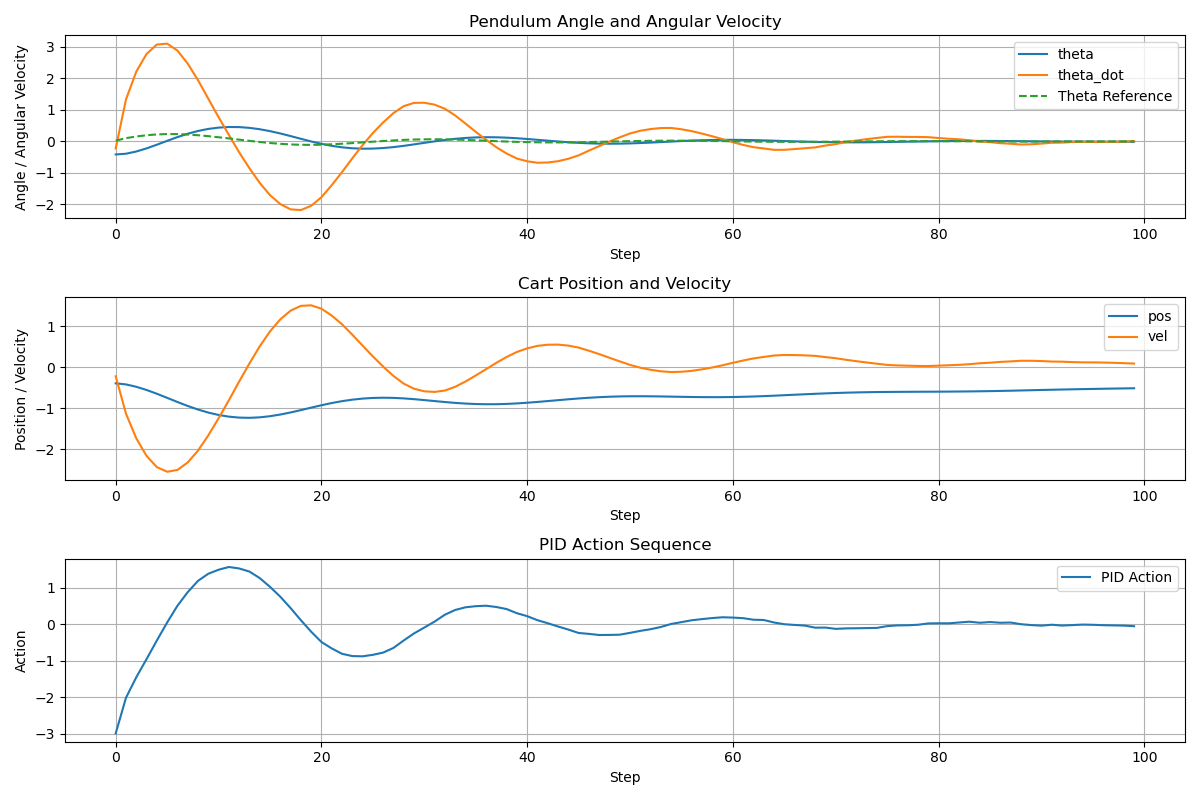 Pendulum Angle and Angular Velocity
Angle / Angular Velocity
3
2
1
0
−1
−2
theta
theta_dot
Theta Reference
0 20 40 60 80 100
Step
Cart Position and Velocity
Position / Velocity
1
0
−1
−2
pos
vel
0 20 40 60 80 100
Step
PID Action Sequence
Action
1
0
−1
−2
−3
PID Action
0 20 40 60 80 100
Step